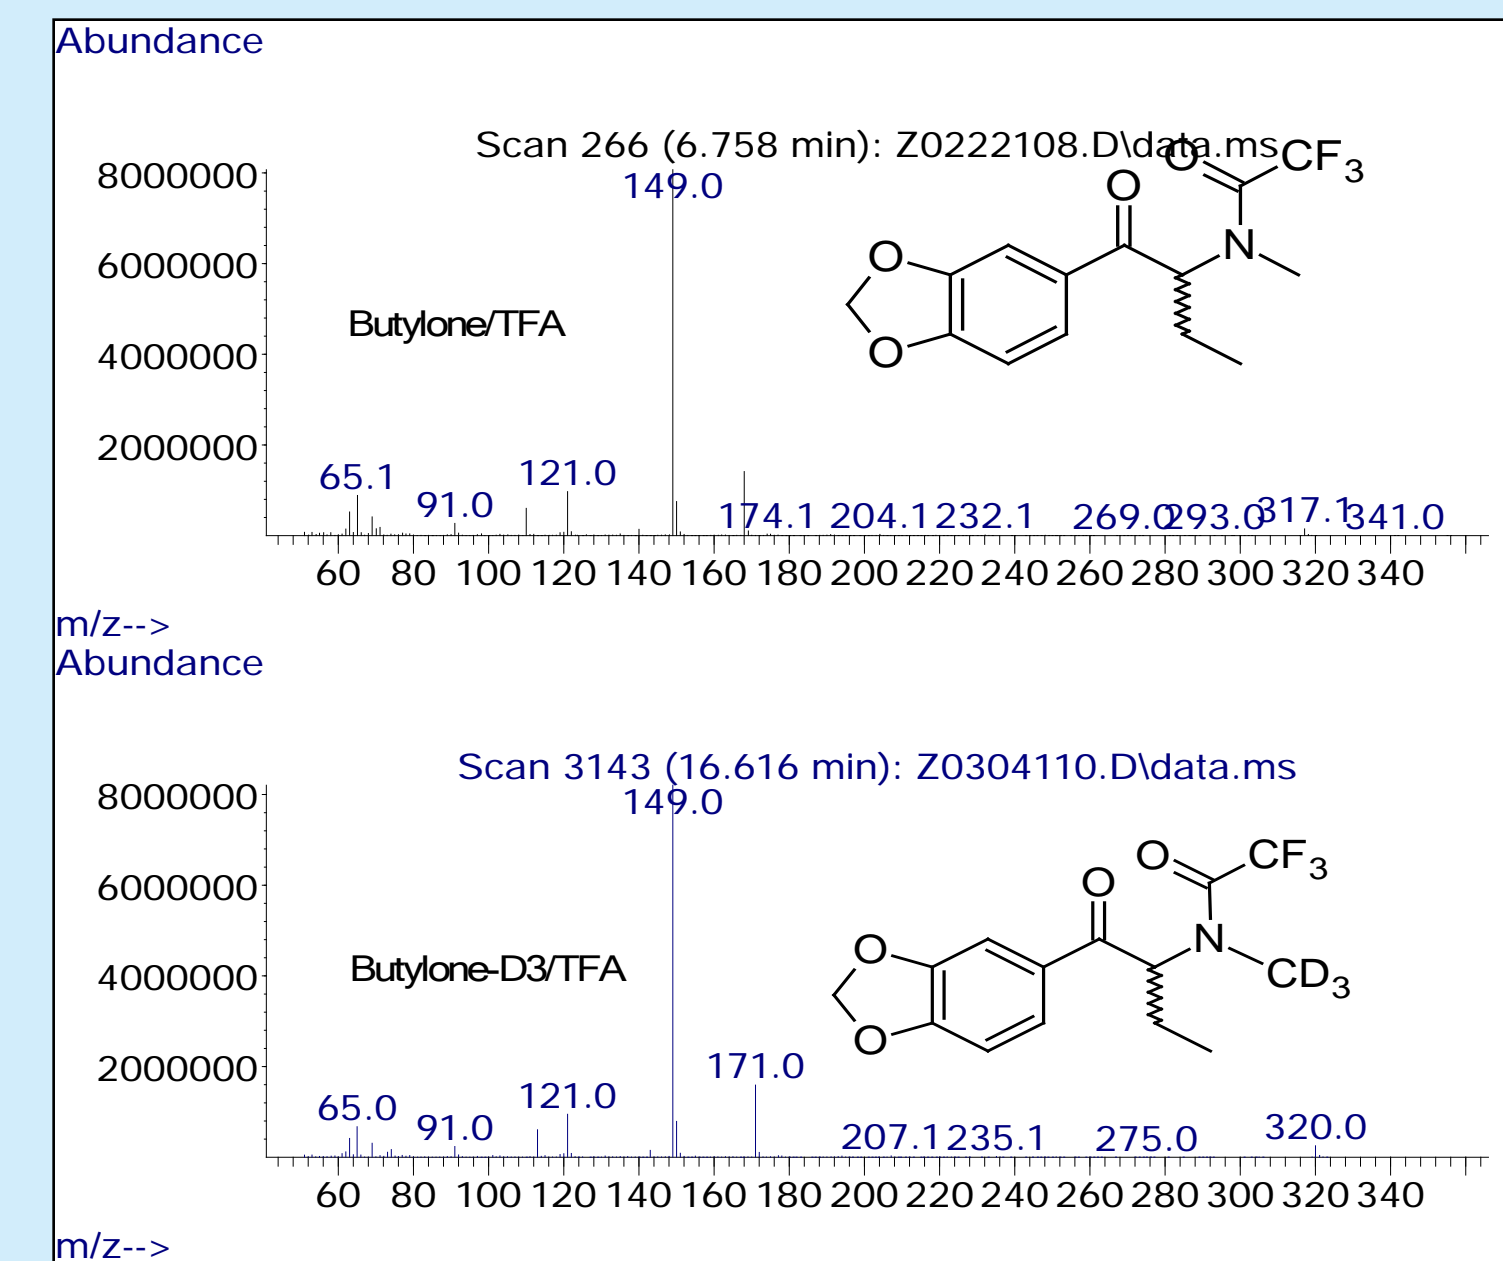 Abundance
Scan 266 (6.758 min): Z0222108.D\data.ms
O CF3
8000000
149.0
O
N
6000000
O
Butylone/TFA
4000000
O
2000000
65.1 91.0 121.0 174.1 204.1 232.1 269.0 293.0 317.1 341.0
60 80 100 120 140 160 180 200 220 240 260 280 300 320 340
m/z-->
Abundance
Scan 3143 (16.616 min): Z0304110.D\data.ms
8000000
149.0
O CF3
O
6000000
N
O
Butylone-D3/TFA
4000000
CD3
O
2000000
65.0 91.0 121.0 171.0 207.1 235.1 275.0 320.0
60 80 100 120 140 160 180 200 220 240 260 280 300 320 340
m/z-->